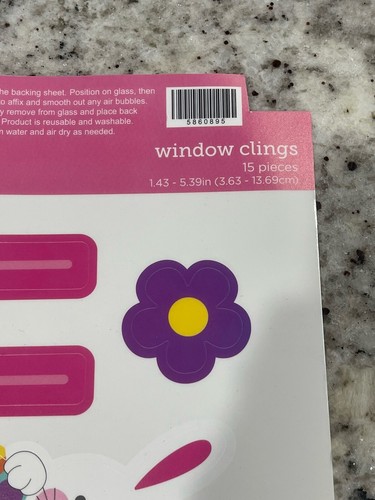 he backing sheet. Position on glass, then
o affix and smooth out any air bubbles.
y remove from glass and place back
Product is reusable and washable.
h water and air dry as needed.
5860895
window clings
15 pieces
1.43 - 5.39in (3.63 - 13.69cm)